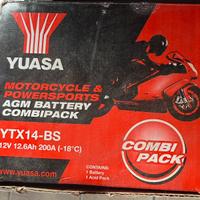 YUASA
MOTORCYCLE &
POWERSPORTS
AGM BATTERY
COMBIPACK
YTX14-BS
12V 12.6Ah 200A (-18°C)
COMBI
PACK
CONTAINS:
1 Battery
1 Acid Pack
www.yuasa.com